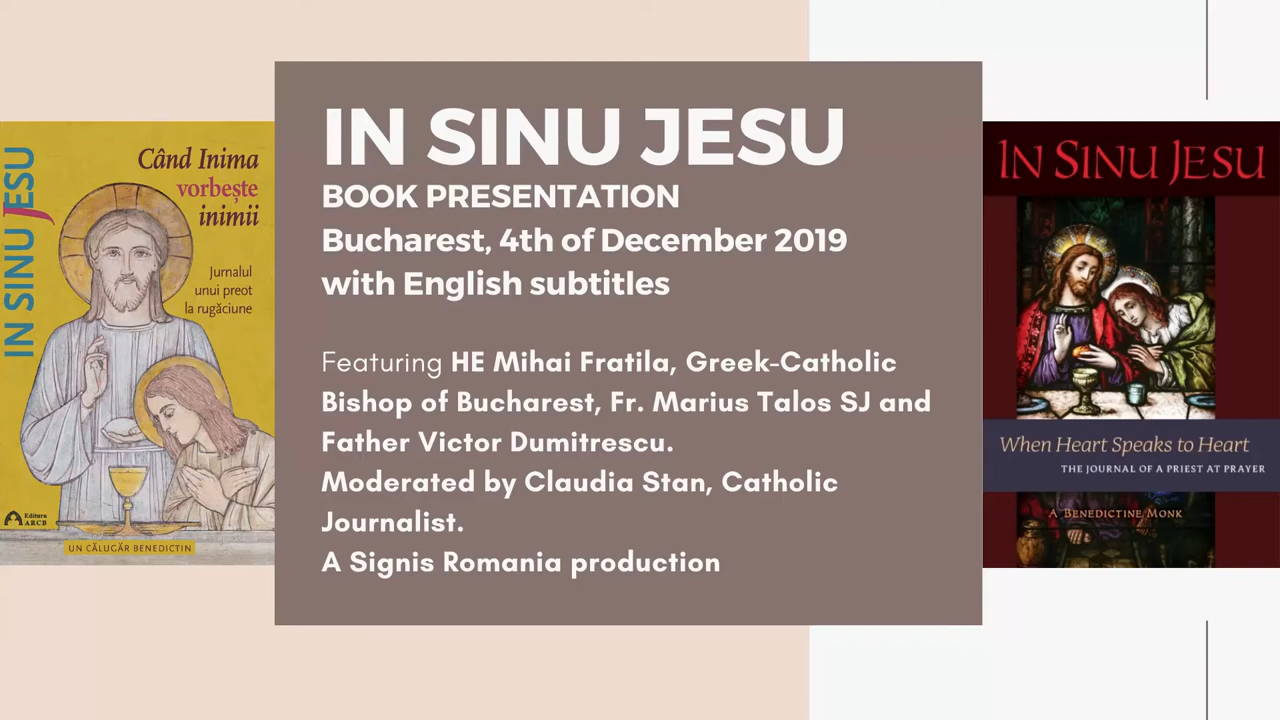 IN SINU JESU
Când Inima
vorbește
inimii
Jurnalul
unui preot
la rugăciune
Editura
ARCB
UN CĂLUGĂR BENEDICTIN
IN SINU JESU
BOOK PRESENTATION
Bucharest, 4th of December 2019
with English subtitles
Featuring HE Mihai Fratila, Greek-Catholic
Bishop of Bucharest, Fr. Marius Talos SJ and
Father Victor Dumitrescu.
Moderated by Claudia Stan, Catholic
Journalist.
A Signis Romania production
IN SINU JESU
When Heart Speaks to Heart
THE JOURNAL OF A PRIEST AT PRAYER
A BENEDICTINE MONK